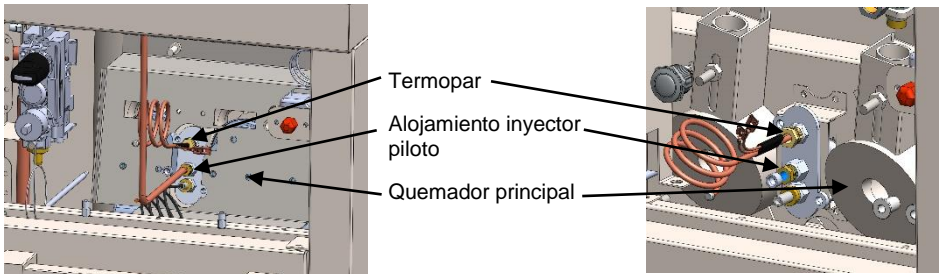 Termopar
Alojamiento inyector
piloto
Quemador principal